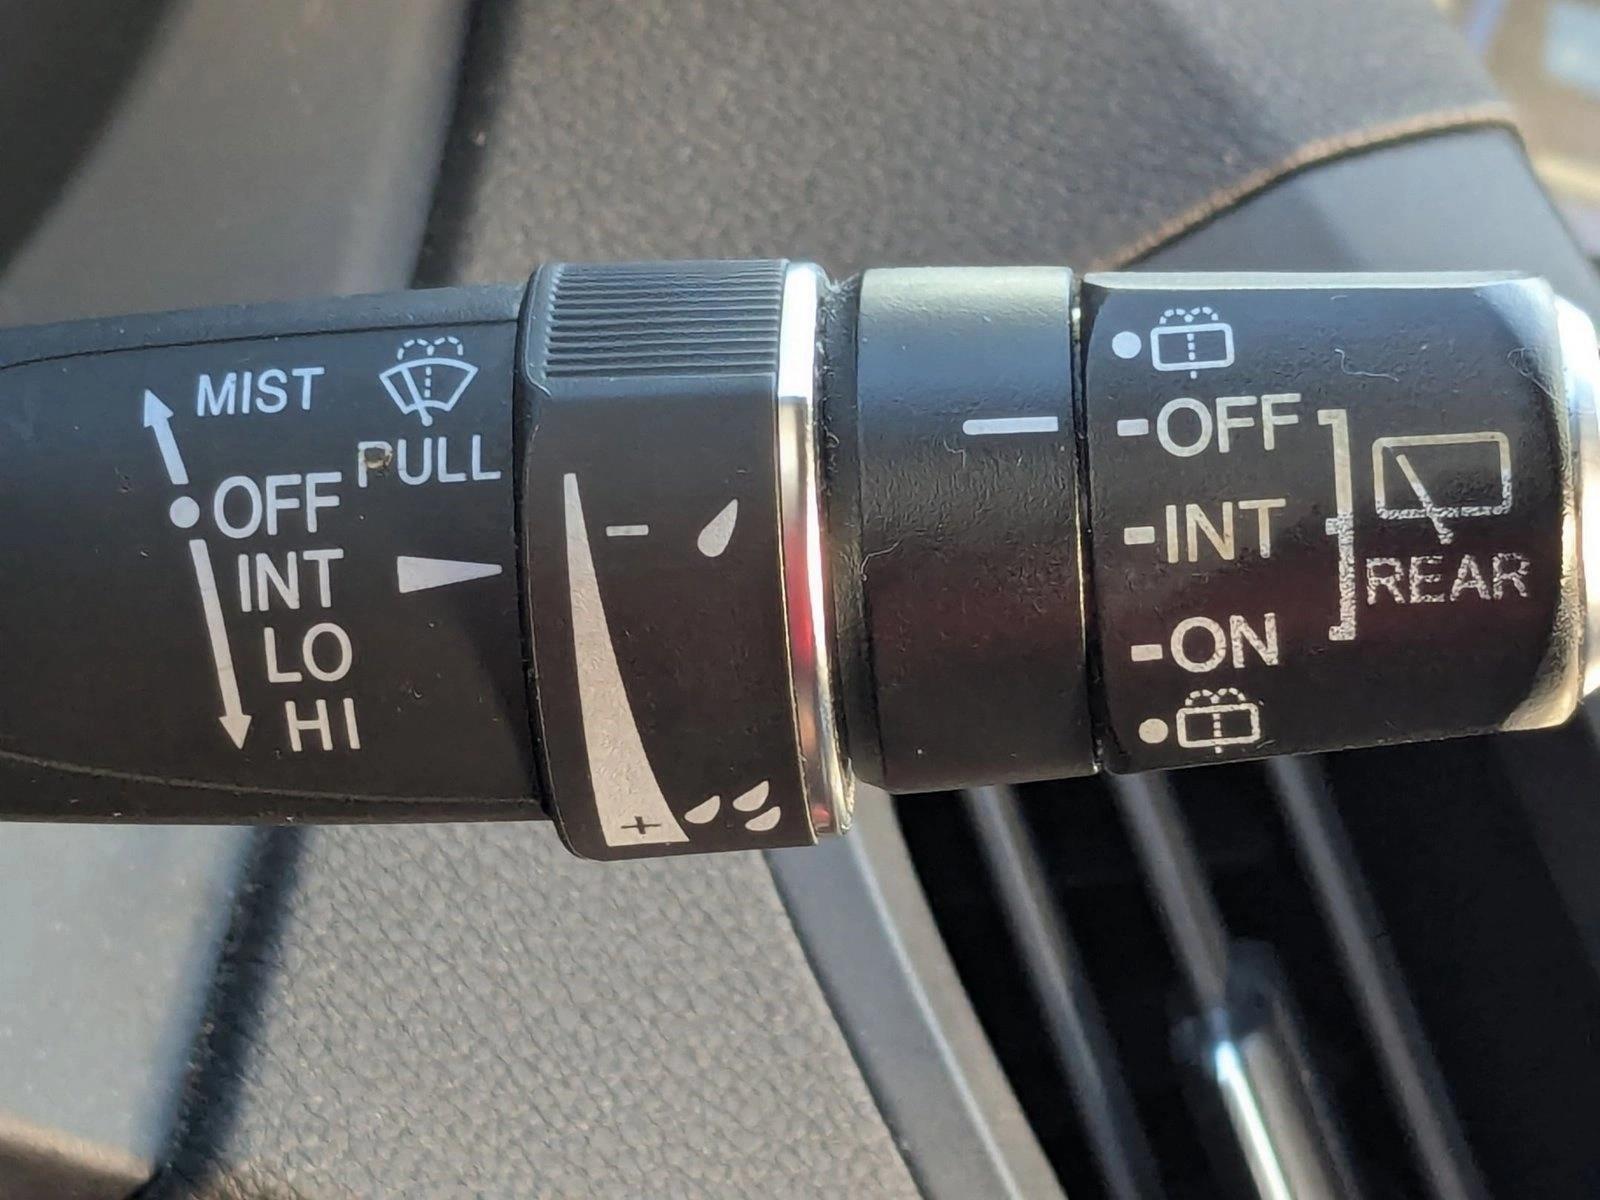 MIST
PULL
OFF
INT
LO
HI
-
+
-OFF
-INT
-ON
REAR